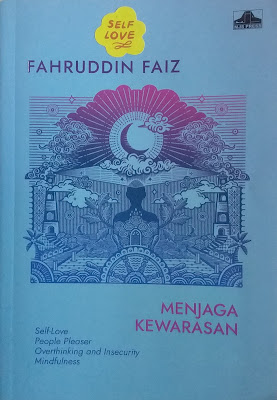 SELF
LOVE
FAHRUDDIN FAIZ
MENJAGA
KEWARASAN
Self-Love
People Pleaser
Overthinking and Insecurity
Mindfulness